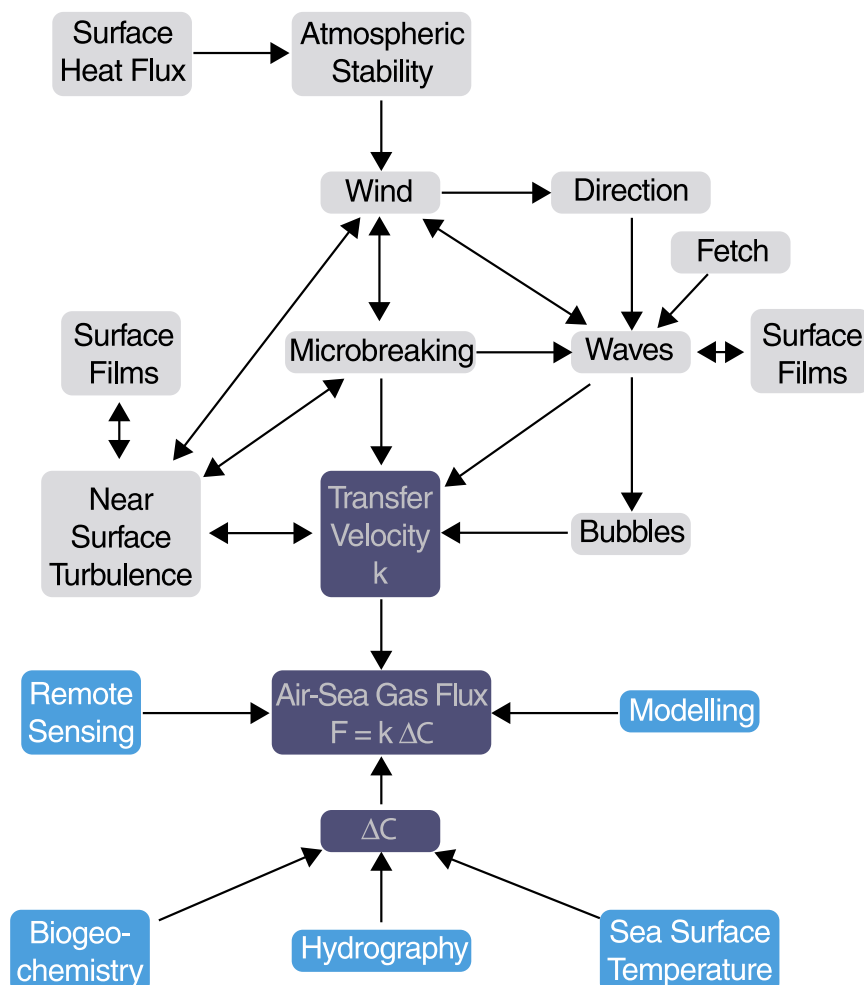 Surface
Heat Flux
Atmospheric
Stability
Wind
Direction
Fetch
Surface
Films
Microbreaking
Waves
Surface
Films
Near
Surface
Turbulence
Transfer
Velocity
k
Bubbles
Remote
Sensing
Air-Sea Gas Flux
F = k ΔC
Modelling
ΔC
Biogeo-
chemistry
Hydrography
Sea Surface
Temperature